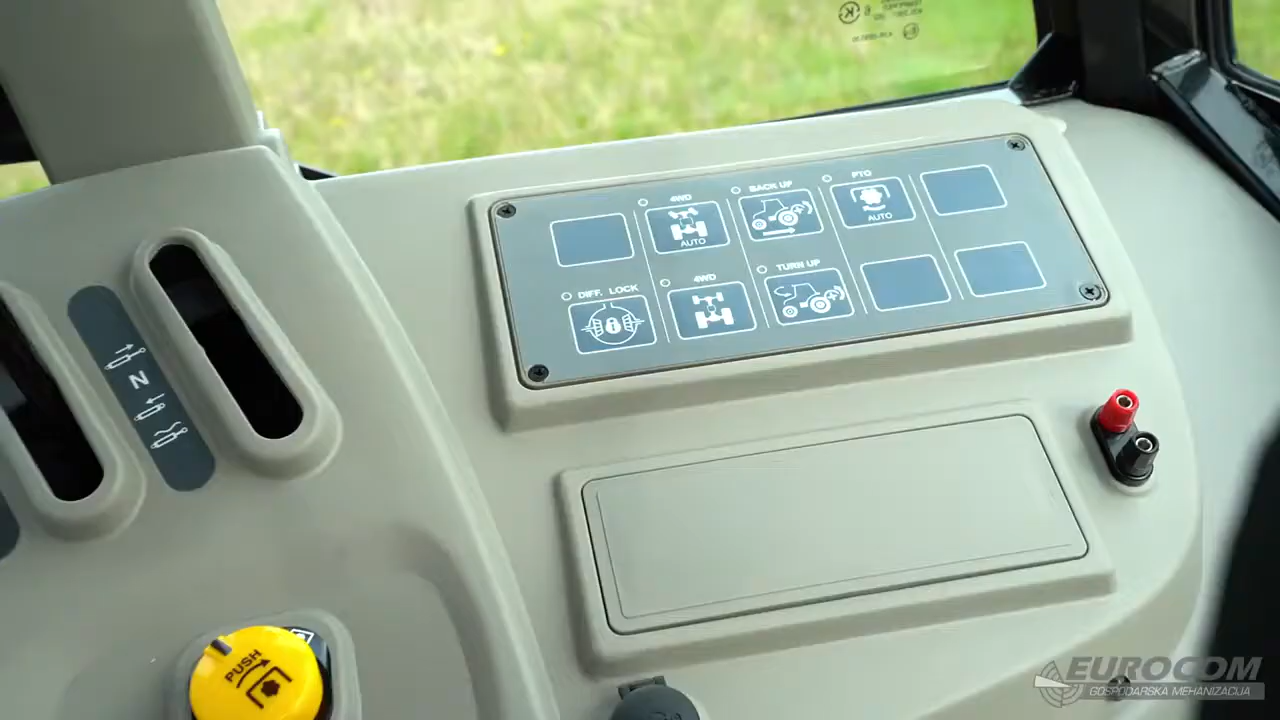 4WD
BACK UP
PTO
AUTO
AUTO
DIFF. LOCK
4WD
TURN UP
N
PUSH
EUROCOM
GOSPODARSKA MEHANIZACIJA